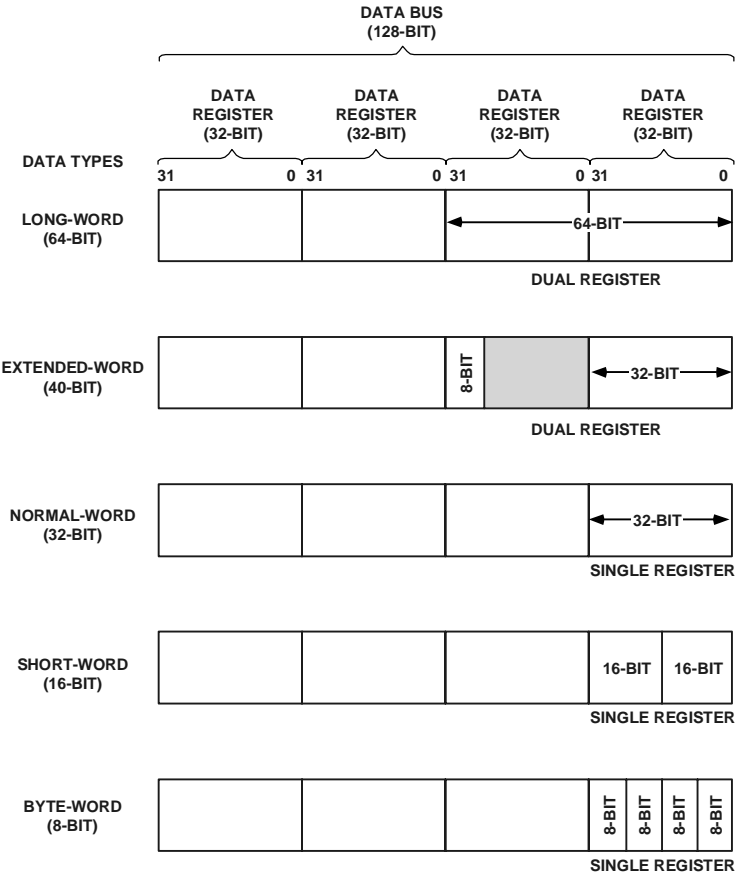 DATA BUS
(128-BIT)
DATA REGISTER (32-BIT)
DATA REGISTER (32-BIT)
DATA REGISTER (32-BIT)
DATA REGISTER (32-BIT)
DATA TYPES
31 0 31 0 31 0 31 0
LONG-WORD
(64-BIT)
64-BIT
DUAL REGISTER
EXTENDED-WORD
(40-BIT)
8-BIT
32-BIT
DUAL REGISTER
NORMAL-WORD
(32-BIT)
32-BIT
SINGLE REGISTER
SHORT-WORD
(16-BIT)
16-BIT 16-BIT
SINGLE REGISTER
BYTE-WORD
(8-BIT)
8-BIT 8-BIT 8-BIT 8-BIT
SINGLE REGISTER